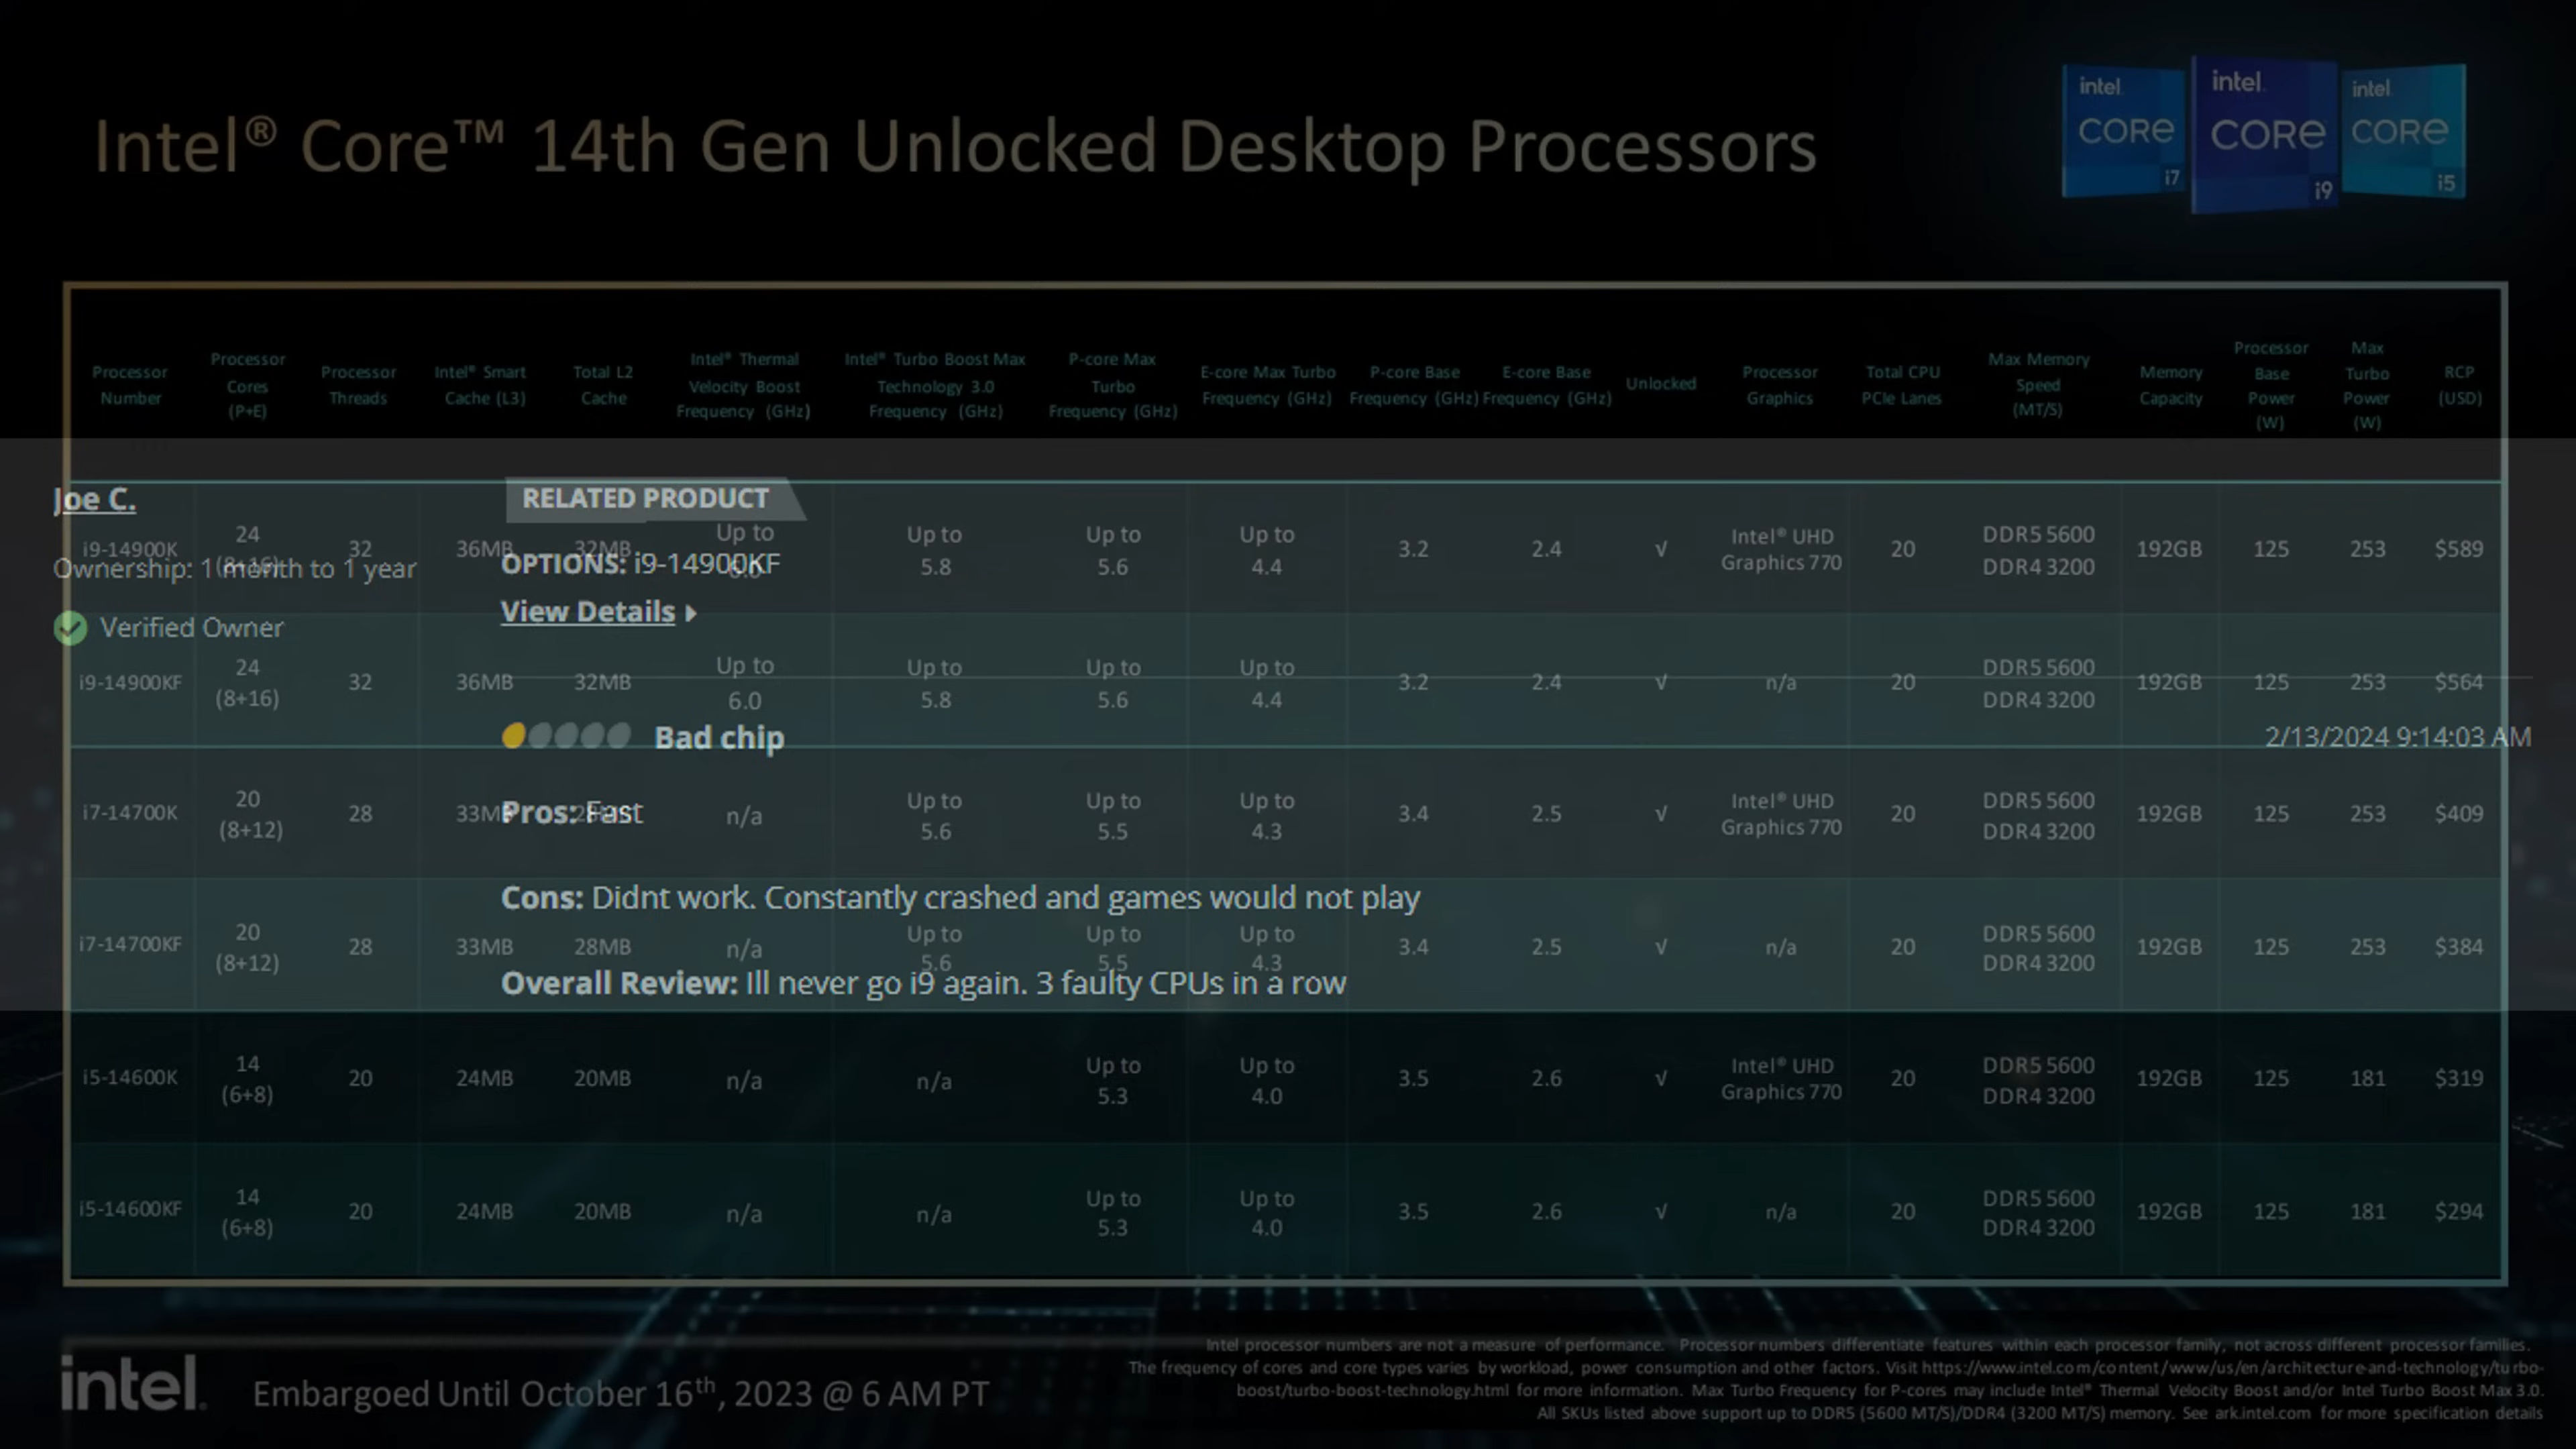 Intel® Core™ 14th Gen Unlocked Desktop Processors
intel. CORE i7
intel. CORE i9
intel. CORE i5
Processor Number
Processor Cores (P+E)
Processor Threads
Intel® Smart Cache (L3)
Total L2 Cache
Intel® Thermal Velocity Boost Frequency (GHz)
Intel® Turbo Boost Max Technology 3.0 Frequency (GHz)
P-core Max Turbo Frequency (GHz)
E-core Max Turbo Frequency (GHz)
P-core Base Frequency (GHz)
E-core Base Frequency (GHz)
Unlocked
Processor Graphics
Total CPU PCIe Lanes
Max Memory Speed (MT/S)
Memory Capacity
Processor Base Power (W)
Max Turbo Power (W)
RCP (USD)
Joe C.
Ownership: 1 month to 1 year
Verified Owner
RELATED PRODUCT
OPTIONS: i9-14900KF
View Details
Bad chip
2/13/2024 9:14:03 AM
Pros: Fast
Cons: Didnt work. Constantly crashed and games would not play
Overall Review: Ill never go i9 again. 3 faulty CPUs in a row
i9-14900K 24 (8+16) 32 36MB 32MB Up to 6.0 Up to 5.8 Up to 5.6 Up to 4.4 3.2 2.4 √ Intel® UHD Graphics 770 20 DDR5 5600 DDR4 3200 192GB 125 253 $589
i9-14900KF 24 (8+16) 32 36MB 32MB Up to 6.0 Up to 5.8 Up to 5.6 Up to 4.4 3.2 2.4 √ n/a 20 DDR5 5600 DDR4 3200 192GB 125 253 $564
i7-14700K 20 (8+12) 28 33MB 28MB n/a Up to 5.6 Up to 5.5 Up to 4.3 3.4 2.5 √ Intel® UHD Graphics 770 20 DDR5 5600 DDR4 3200 192GB 125 253 $409
i7-14700KF 20 (8+12) 28 33MB 28MB n/a Up to 5.6 Up to 5.5 Up to 4.3 3.4 2.5 √ n/a 20 DDR5 5600 DDR4 3200 192GB 125 253 $384
i5-14600K 14 (6+8) 20 24MB 20MB n/a n/a Up to 5.3 Up to 4.0 3.5 2.6 √ Intel® UHD Graphics 770 20 DDR5 5600 DDR4 3200 192GB 125 181 $319
i5-14600KF 14 (6+8) 20 24MB 20MB n/a n/a Up to 5.3 Up to 4.0 3.5 2.6 √ n/a 20 DDR5 5600 DDR4 3200 192GB 125 181 $294
intel.
Embargoed Until October 16th, 2023 @ 6 AM PT
Intel processor numbers are not a measure of performance. Processor numbers differentiate features within each processor family, not across different processor families.
The frequency of cores and core types varies by workload, power consumption and other factors. Visit https://www.intel.com/content/www/us/en/architecture-and-technology/turbo-
boost/turbo-boost-technology.html for more information. Max Turbo Frequency for P-cores may include Intel® Thermal Velocity Boost and/or Intel Turbo Boost Max 3.0.
All SKUs listed above support up to DDR5 (5600 MT/S)/DDR4 (3200 MT/S) memory. See ark.intel.com for more specification details